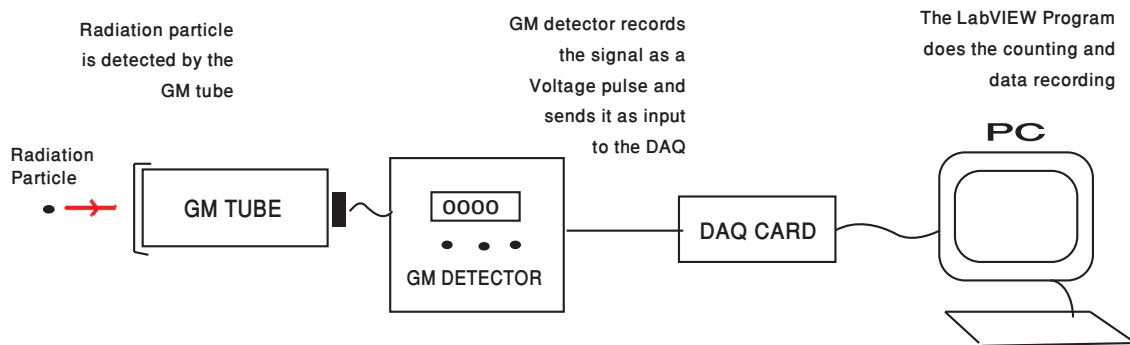 Radiation particle
is detected by the
GM tube
GM detector records
the signal as a
Voltage pulse and
sends it as input
to the DAQ
The LabVIEW Program
does the counting and
data recording
PC
Radiation
Particle
GM TUBE
0000
GM DETECTOR
DAQ CARD